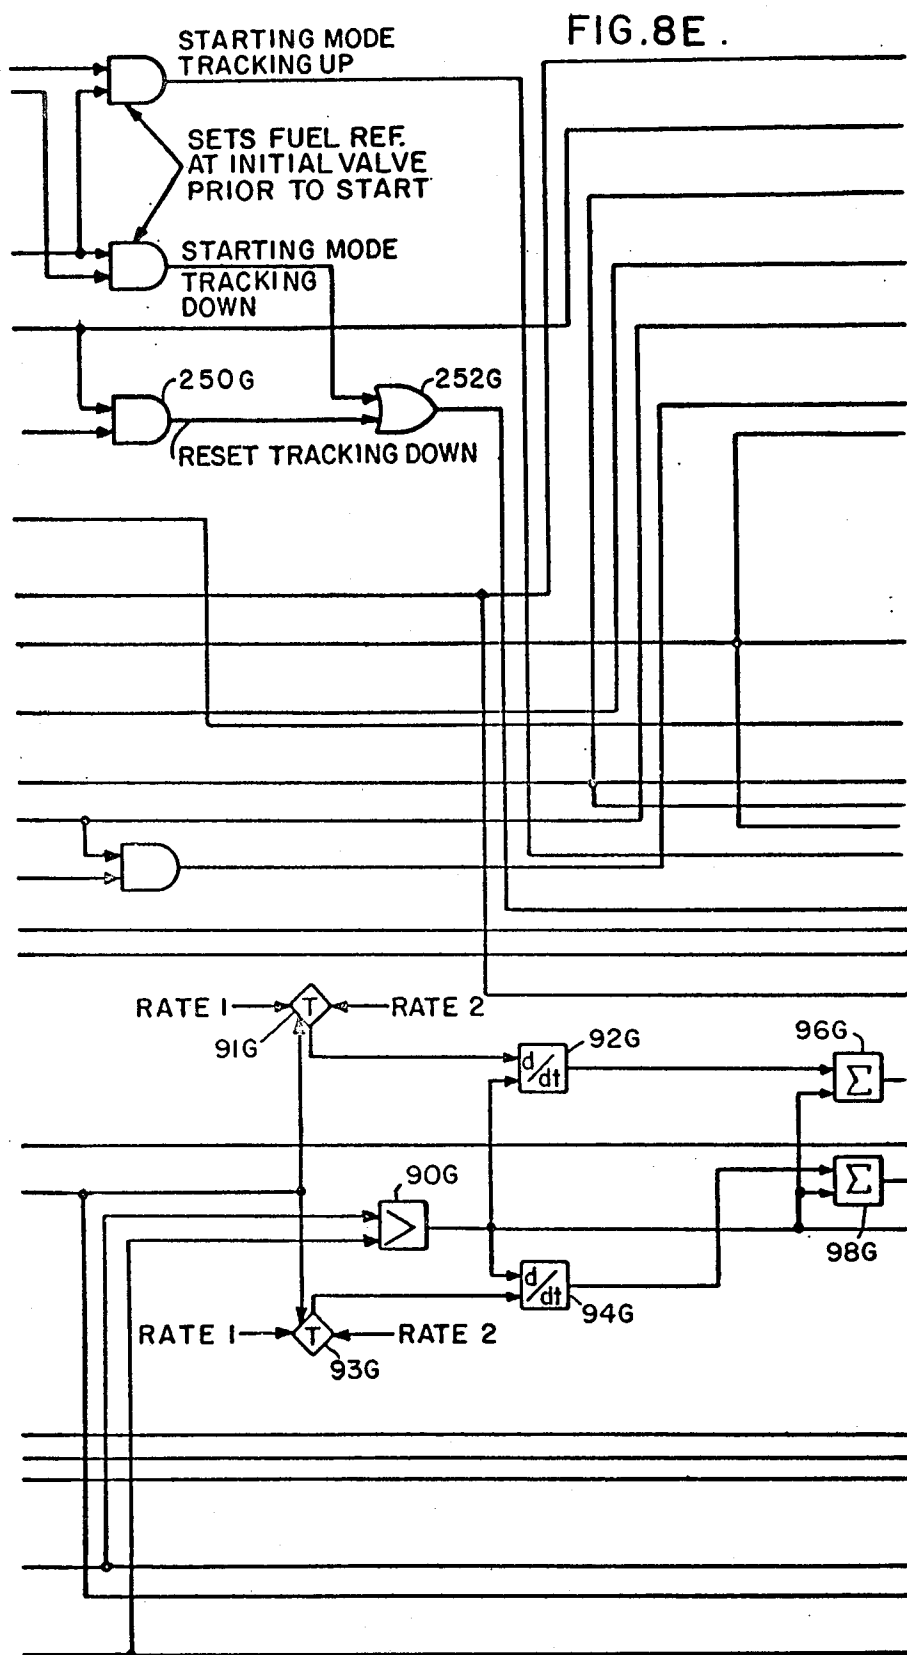 FIG.8E.
STARTING MODE
TRACKING UP
SETS FUEL REF.
AT INITIAL VALVE
PRIOR TO START
STARTING MODE
TRACKING
DOWN
250G
252G
RESET TRACKING DOWN
RATE 1
T
RATE 2
91G
d/dt
92G
96G
Σ
90G
>
Σ
98G
d/dt
94G
RATE 1
T
RATE 2
93G